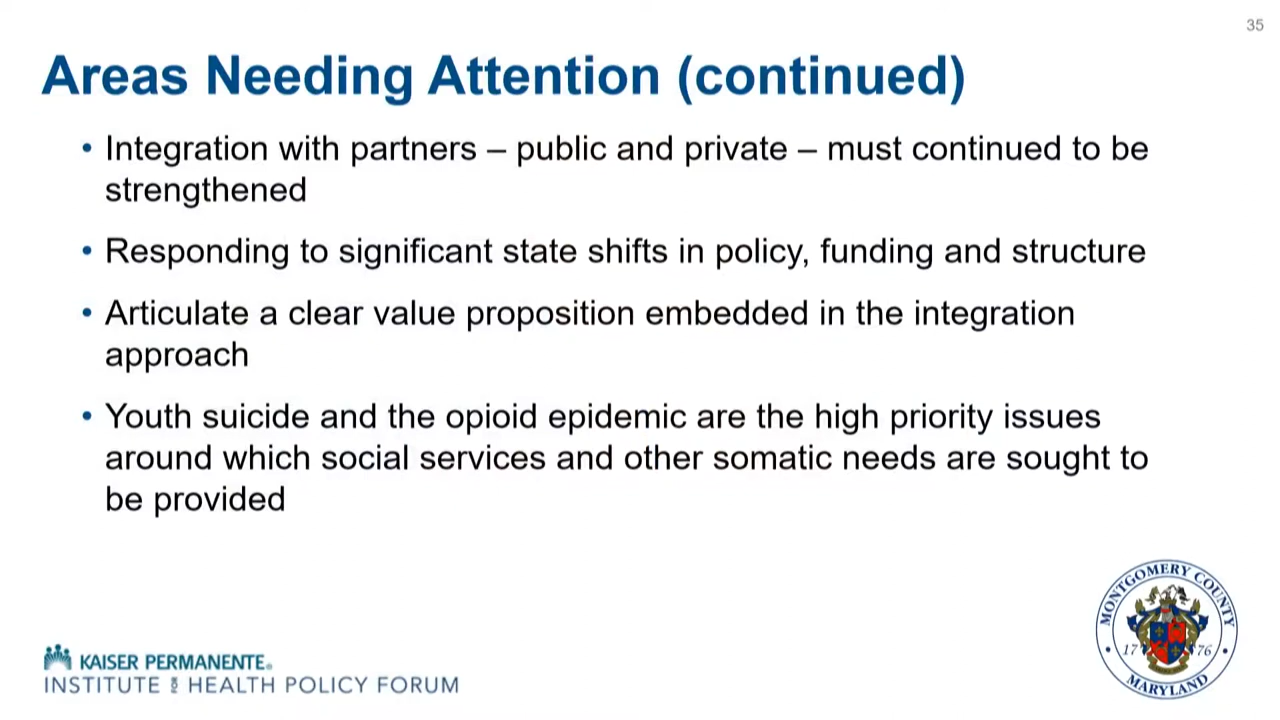 35
Areas Needing Attention (continued)
• Integration with partners – public and private – must continued to be
strengthened
• Responding to significant state shifts in policy, funding and structure
• Articulate a clear value proposition embedded in the integration
approach
• Youth suicide and the opioid epidemic are the high priority issues
around which social services and other somatic needs are sought to
be provided
MONTGOMERY COUNTY
• 17 76 •
MARYLAND
KAISER PERMANENTE®
INSTITUTE for HEALTH POLICY FORUM